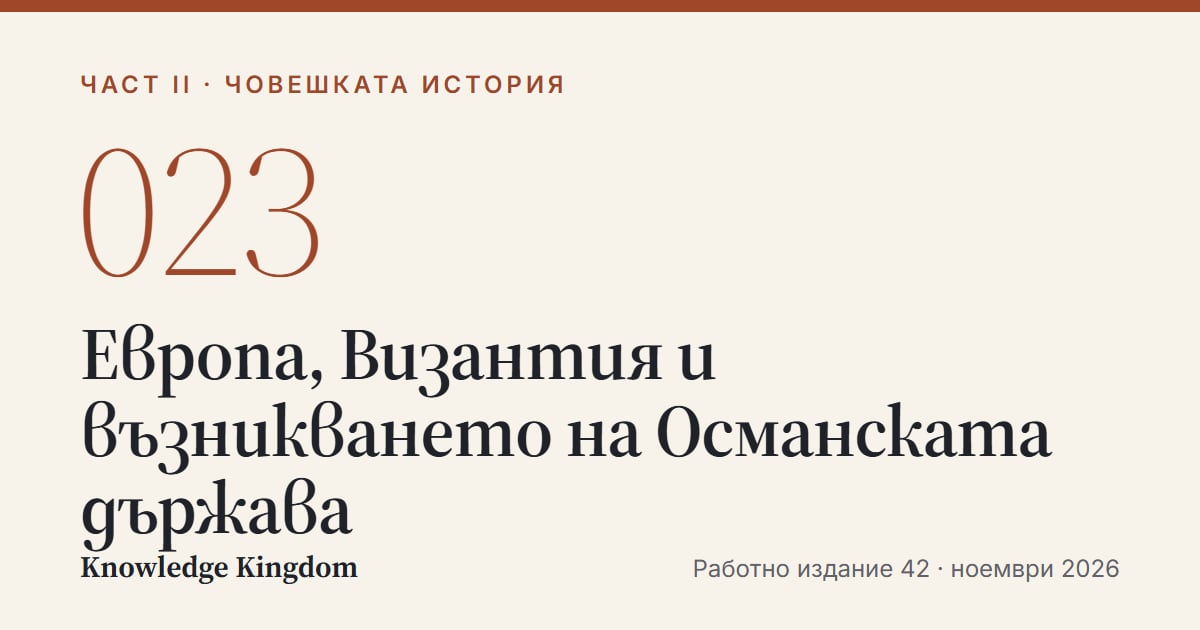 ЧАСТ II · ЧОВЕШКАТА ИСТОРИЯ
023
Европа, Византия и
възникването на Османската
държава
Knowledge Kingdom
Работно издание 42 · ноември 2026